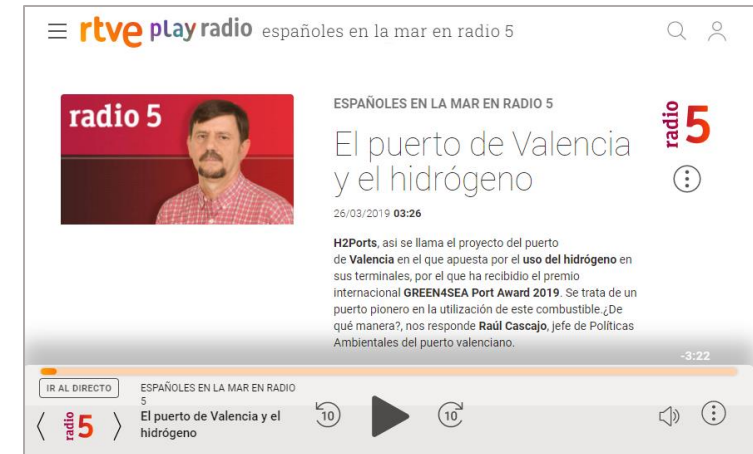 rtve play radio españoles en la mar en radio 5
radio 5
ESPAÑOLES EN LA MAR EN RADIO 5
El puerto de Valencia
y el hidrógeno
radio 5
26/03/2019 03:26
H2Ports, asi se llama el proyecto del puerto
de Valencia en el que apuesta por el uso del hidrógeno en
sus terminales, por el que ha recibidio el premio
internacional GREEN4SEA Port Award 2019. Se trata de un
puerto pionero en la utilización de este combustible.¿De
qué manera?, nos responde Raúl Cascajo, jefe de Políticas
Ambientales del puerto valenciano.
-3:22
IR AL DIRECTO
ESPAÑOLES EN LA MAR EN RADIO
5
El puerto de Valencia y el
hidrógeno
radio 5
10
10